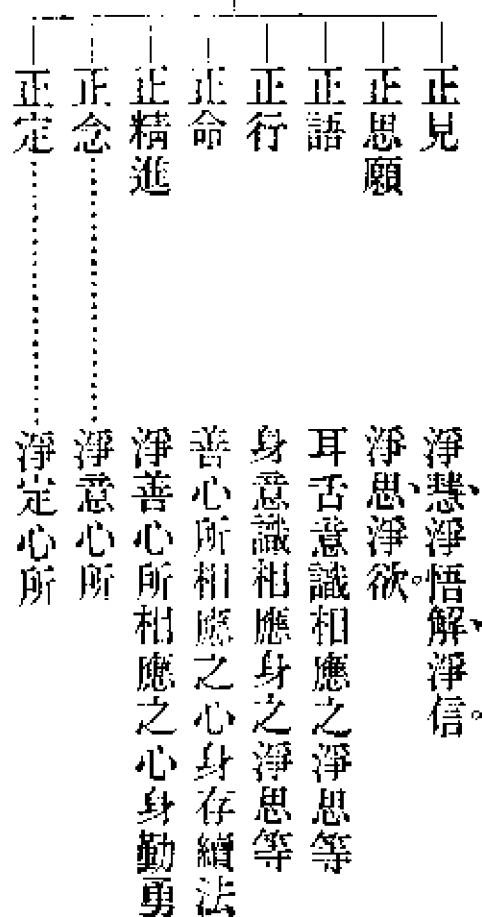 正見　淨慧、淨悟解、淨信。
正思願　淨思、淨欲。
正語　耳舌意識相應之淨思等
正行　身意識相應身之淨思等
正命　善心所相應之心身存續法
正精進　淨善心所相應之心身勤勇
正念………淨意心所
正定………淨定心所